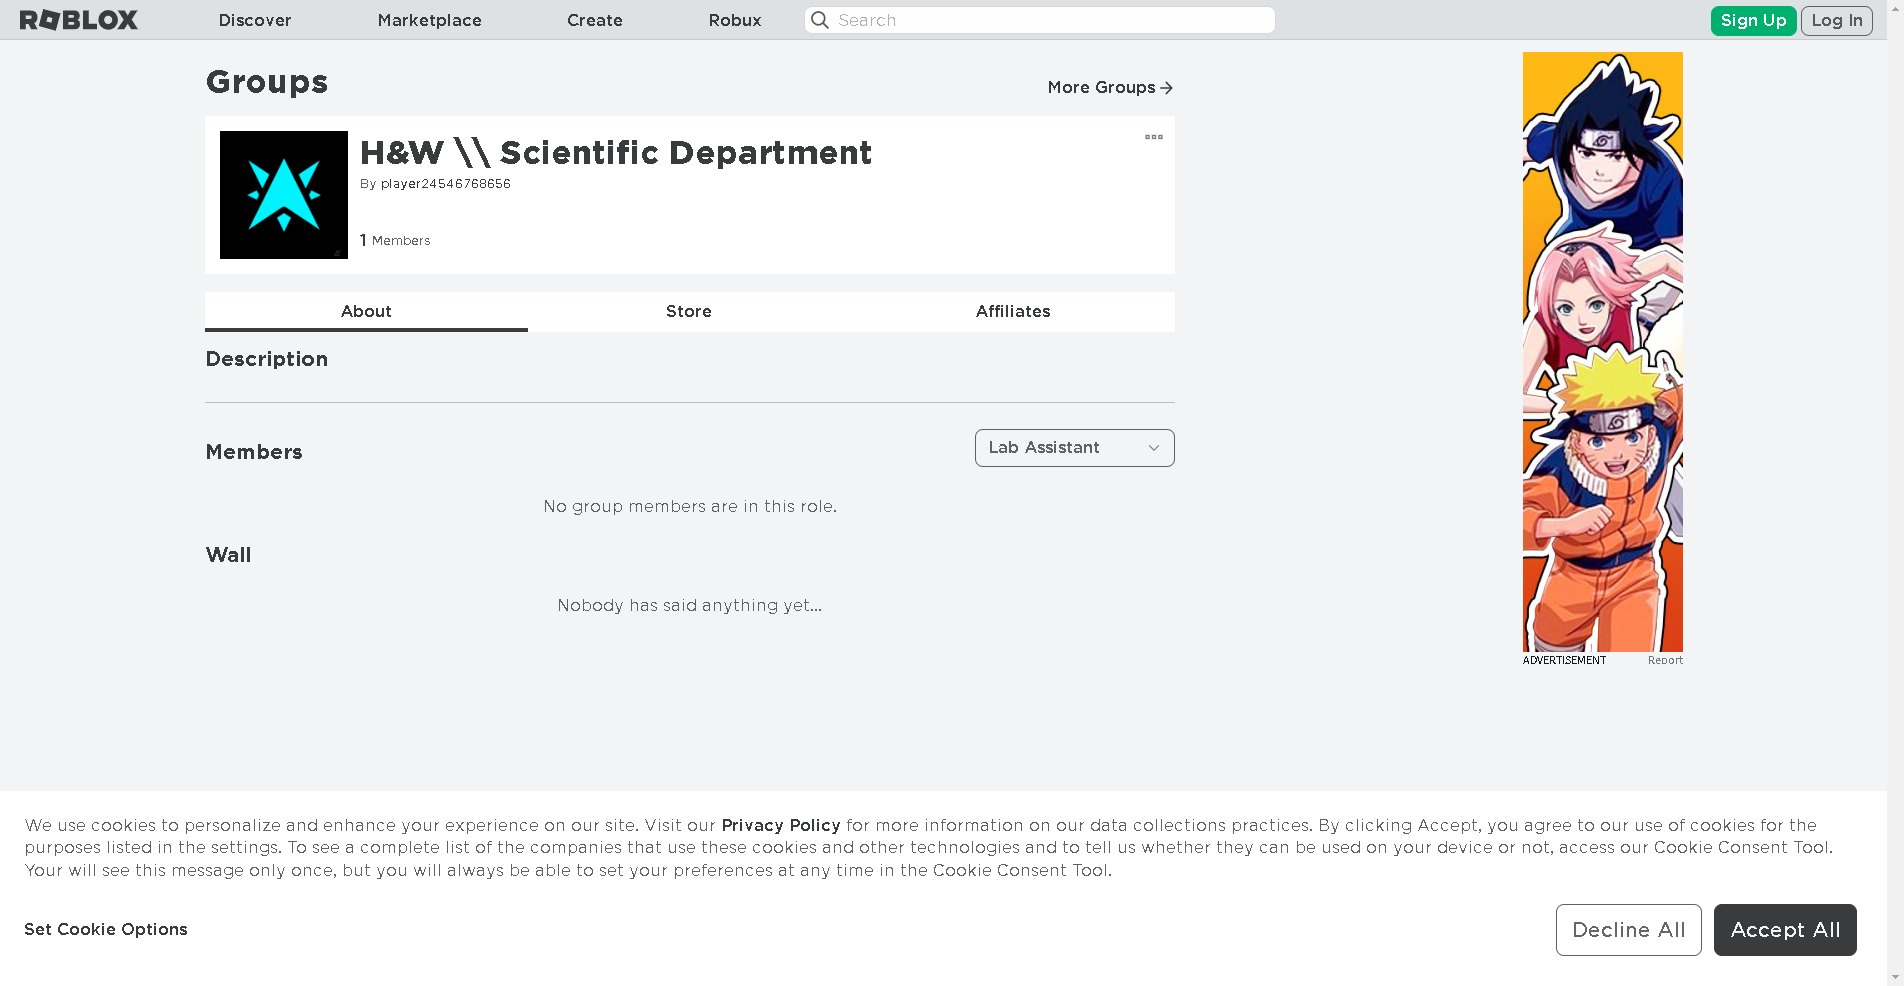 ROBLOX Discover Marketplace Create Robux Search Sign Up Log In
Groups
More Groups
H&W \\ Scientific Department
By player24546768656
1 Members
About Store Affiliates
Description
Members
Lab Assistant
No group members are in this role.
Wall
Nobody has said anything yet...
ADVERTISEMENT Report
We use cookies to personalize and enhance your experience on our site. Visit our Privacy Policy for more information on our data collections practices. By clicking Accept, you agree to our use of cookies for the
purposes listed in the settings. To see a complete list of the companies that use these cookies and other technologies and to tell us whether they can be used on your device or not, access our Cookie Consent Tool.
Your will see this message only once, but you will always be able to set your preferences at any time in the Cookie Consent Tool.
Set Cookie Options
Decline All Accept All